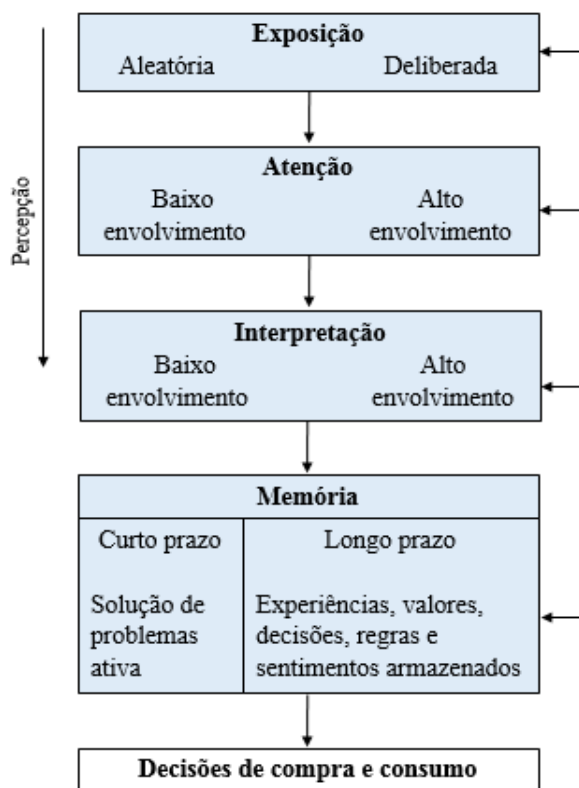 Exposição
Aleatória Deliberada
Percepção
Atenção
Baixo envolvimento Alto envolvimento
Interpretação
Baixo envolvimento Alto envolvimento
Memória
Curto prazo Longo prazo
Solução de
problemas
ativa
Experiências, valores,
decisões, regras e
sentimentos armazenados
Decisões de compra e consumo